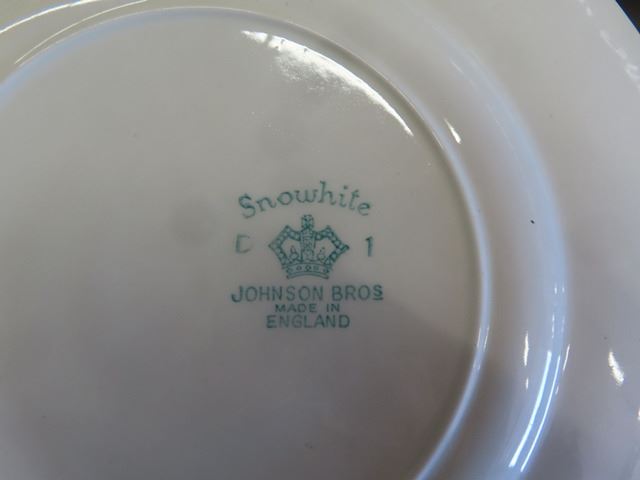 Snowhite
D 1
JOHNSON BROS
MADE IN
ENGLAND